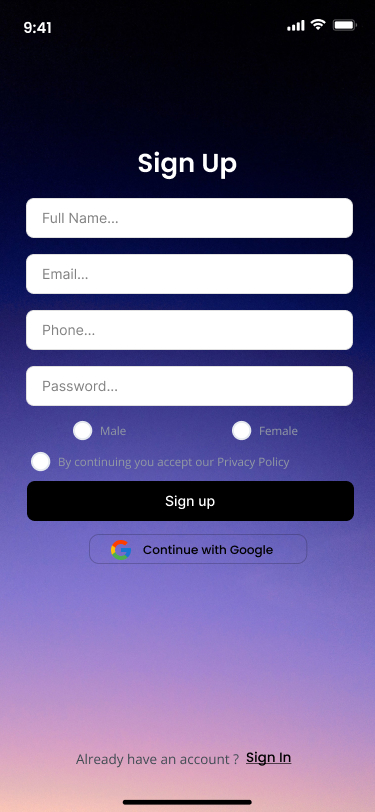 9:41
Sign Up
Full Name...
Email...
Phone...
Password...
Male Female
By continuing you accept our Privacy Policy
Sign up
Continue with Google
Already have an account ? Sign In